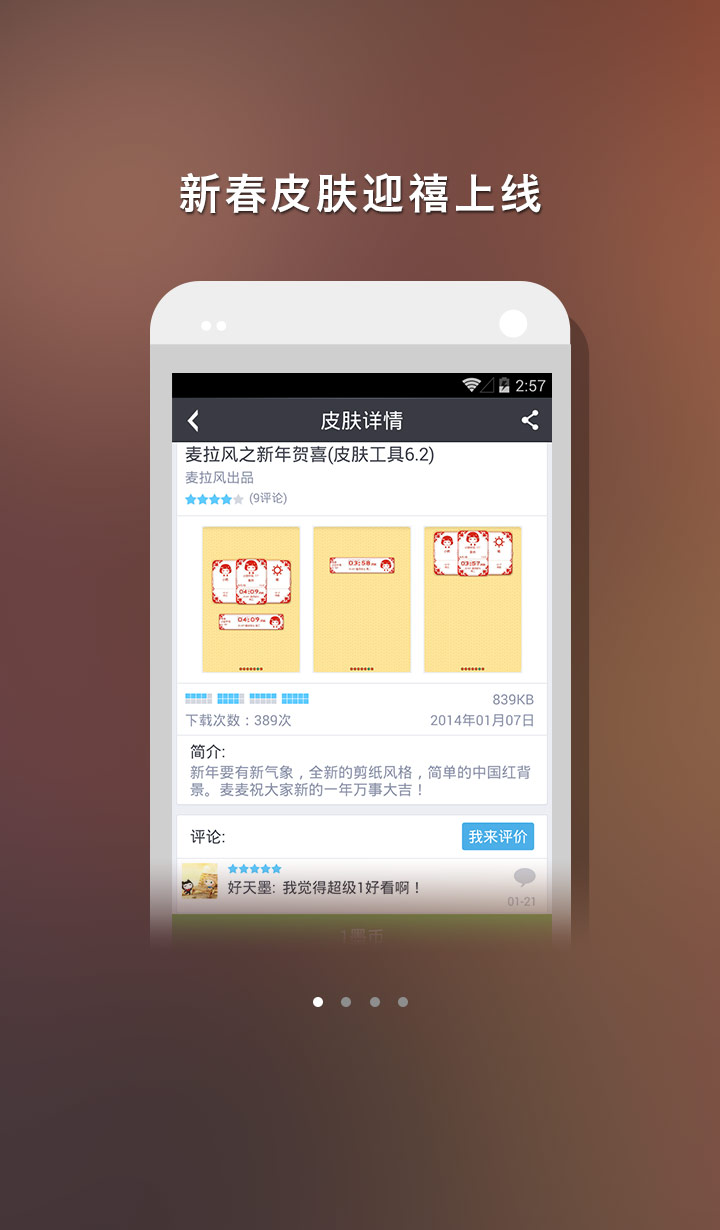 新春皮肤迎禧上线
2:57
皮肤详情
麦拉风之新年贺喜(皮肤工具6.2)
麦拉风出品
(9评论)
04:09
04:09
03:58
03:57
839KB
下载次数：389次
2014年01月07日
简介:
新年要有新气象，全新的剪纸风格，简单的中国红背
景。麦麦祝大家新的一年万事大吉！
评论:
我来评价
好天墨: 我觉得超级1好看啊！
01-21
1墨币